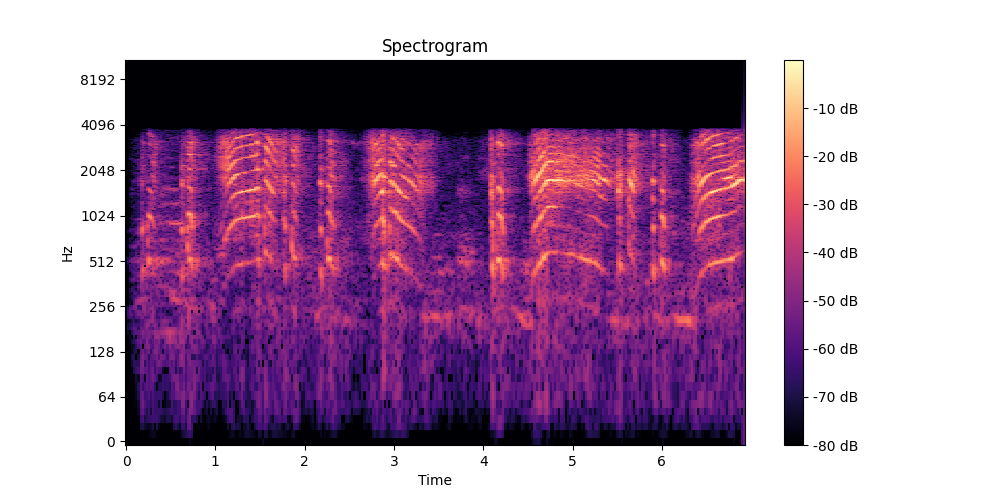 Spectrogram
8192
4096
2048
1024
512
256
128
64
0
Hz
0 1 2 3 4 5 6
Time
-10 dB
-20 dB
-30 dB
-40 dB
-50 dB
-60 dB
-70 dB
-80 dB